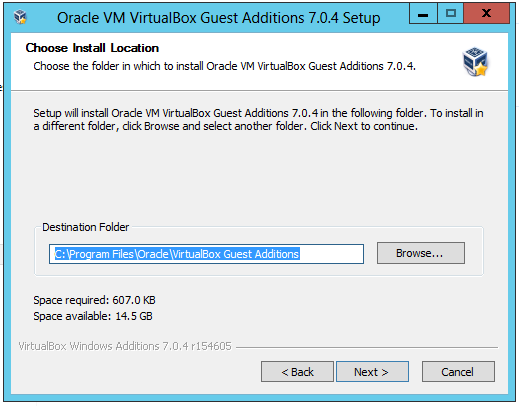 Oracle VM VirtualBox Guest Additions 7.0.4 Setup
Choose Install Location
Choose the folder in which to install Oracle VM VirtualBox Guest Additions 7.0.4.
Setup will install Oracle VM VirtualBox Guest Additions 7.0.4 in the following folder. To install in
a different folder, click Browse and select another folder. Click Next to continue.
Destination Folder
C:\Program Files\Oracle\VirtualBox Guest Additions
Browse...
Space required: 607.0 KB
Space available: 14.5 GB
VirtualBox Windows Additions 7.0.4 r154605
< Back
Next >
Cancel